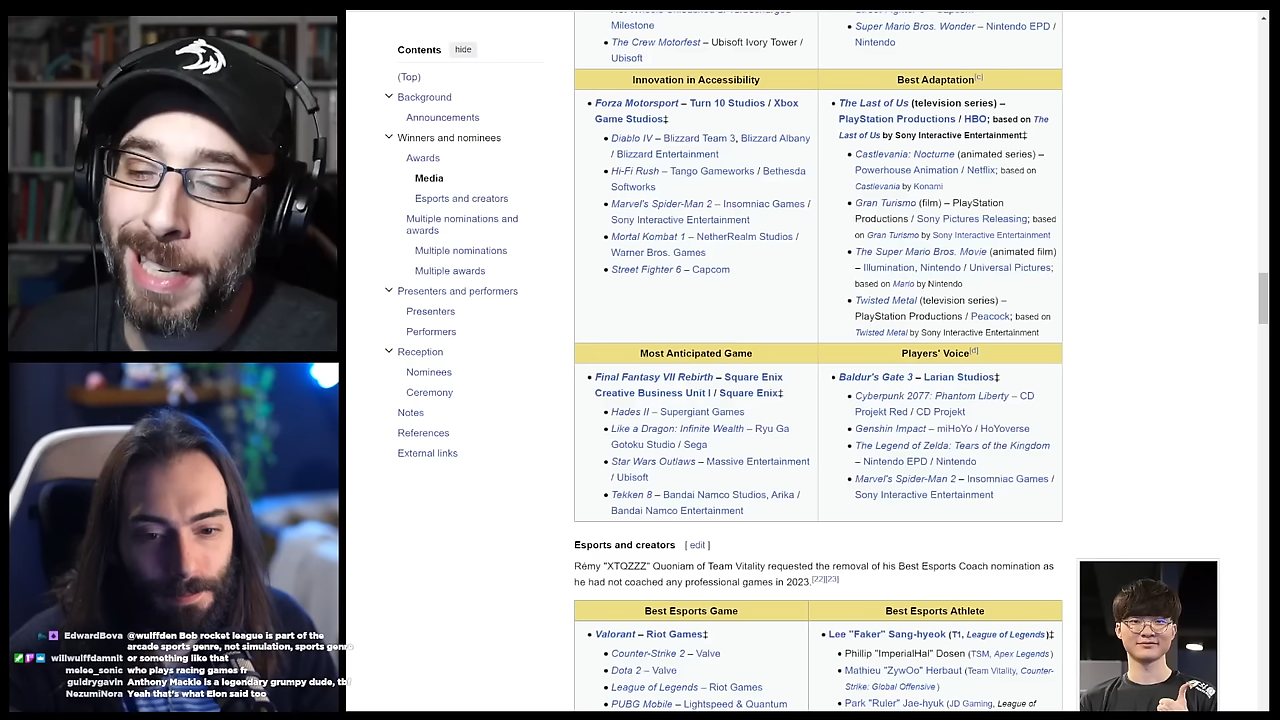 Contents hide
(Top)
Background
Announcements
Winners and nominees
Awards
Media
Esports and creators
Multiple nominations and
awards
Multiple nominations
Multiple awards
Presenters and performers
Presenters
Performers
Reception
Nominees
Ceremony
Notes
References
External links
Milestone
The Crew Motorfest – Ubisoft Ivory Tower /
Ubisoft
Super Mario Bros. Wonder – Nintendo EPD /
Nintendo
Innovation in Accessibility
Forza Motorsport – Turn 10 Studios / Xbox
Game Studios‡
Diablo IV – Blizzard Team 3, Blizzard Albany
/ Blizzard Entertainment
Hi-Fi Rush – Tango Gameworks / Bethesda
Softworks
Marvel's Spider-Man 2 – Insomniac Games /
Sony Interactive Entertainment
Mortal Kombat 1 – NetherRealm Studios /
Warner Bros. Games
Street Fighter 6 – Capcom
Best Adaptation[c]
The Last of Us (television series) –
PlayStation Productions / HBO; based on The
Last of Us by Sony Interactive Entertainment‡
Castlevania: Nocturne (animated series) –
Powerhouse Animation / Netflix; based on
Castlevania by Konami
Gran Turismo (film) – PlayStation
Productions / Sony Pictures Releasing; based
on Gran Turismo by Sony Interactive Entertainment
The Super Mario Bros. Movie (animated film)
– Illumination, Nintendo / Universal Pictures;
based on Mario by Nintendo
Twisted Metal (television series) –
PlayStation Productions / Peacock; based on
Twisted Metal by Sony Interactive Entertainment
Most Anticipated Game
Final Fantasy VII Rebirth – Square Enix
Creative Business Unit I / Square Enix‡
Hades II – Supergiant Games
Like a Dragon: Infinite Wealth – Ryu Ga
Gotoku Studio / Sega
Star Wars Outlaws – Massive Entertainment
/ Ubisoft
Tekken 8 – Bandai Namco Studios, Arika /
Bandai Namco Entertainment
Players' Voice[d]
Baldur's Gate 3 – Larian Studios‡
Cyberpunk 2077: Phantom Liberty – CD
Projekt Red / CD Projekt
Genshin Impact – miHoYo / HoYoverse
The Legend of Zelda: Tears of the Kingdom
– Nintendo EPD / Nintendo
Marvel's Spider-Man 2 – Insomniac Games /
Sony Interactive Entertainment
Esports and creators [ edit ]
Rémy "XTQZZZ" Quoniam of Team Vitality requested the removal of his Best Esports Coach nomination as
he had not coached any professional games in 2023.[22][23]
Best Esports Game
Valorant – Riot Games‡
Counter-Strike 2 – Valve
Dota 2 – Valve
League of Legends – Riot Games
PUBG Mobile – Lightspeed & Quantum
Best Esports Athlete
Lee "Faker" Sang-hyeok (T1, League of Legends)‡
Phillip "ImperialHal" Dosen (TSM, Apex Legends)
Mathieu "ZywOo" Herbaut (Team Vitality, Counter-
Strike: Global Offensive)
Park "Ruler" Jae-hyuk (JD Gaming, League of
EdwardBova @wulffden Bob rocket league is part of the
arcade sports genre, not simulation, sports genre
willwulffdamnit or something like that
melee_sonic who plays racing games fr
guidrygavin Anthony Mackie is a legendary grumpy dude, tbh
NezumiNora Yeah that's what Elon said too